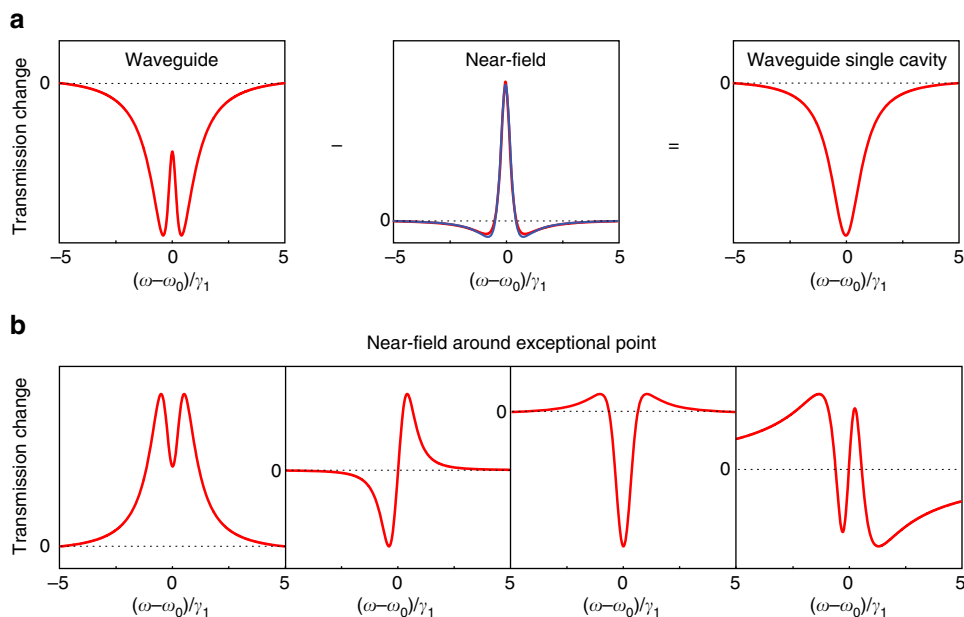 a
Waveguide
Near-field
Waveguide single cavity
Transmission change
0
0
0
–
=
–5 0 5
–5 0 5
–5 0 5
(ω–ω0)/γ1
(ω–ω0)/γ1
(ω–ω0)/γ1
b
Near-field around exceptional point
Transmission change
0
0
0
0
–5 0 5
0 5
0 5
0 5
(ω–ω0)/γ1
(ω–ω0)/γ1
(ω–ω0)/γ1
(ω–ω0)/γ1